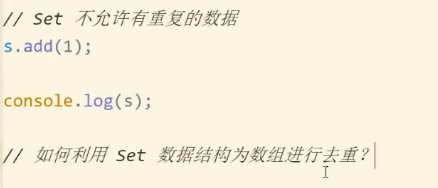 // Set 不允许有重复的数据
s.add(1);
console.log(s);
// 如何利用 Set 数据结构为数组进行去重?